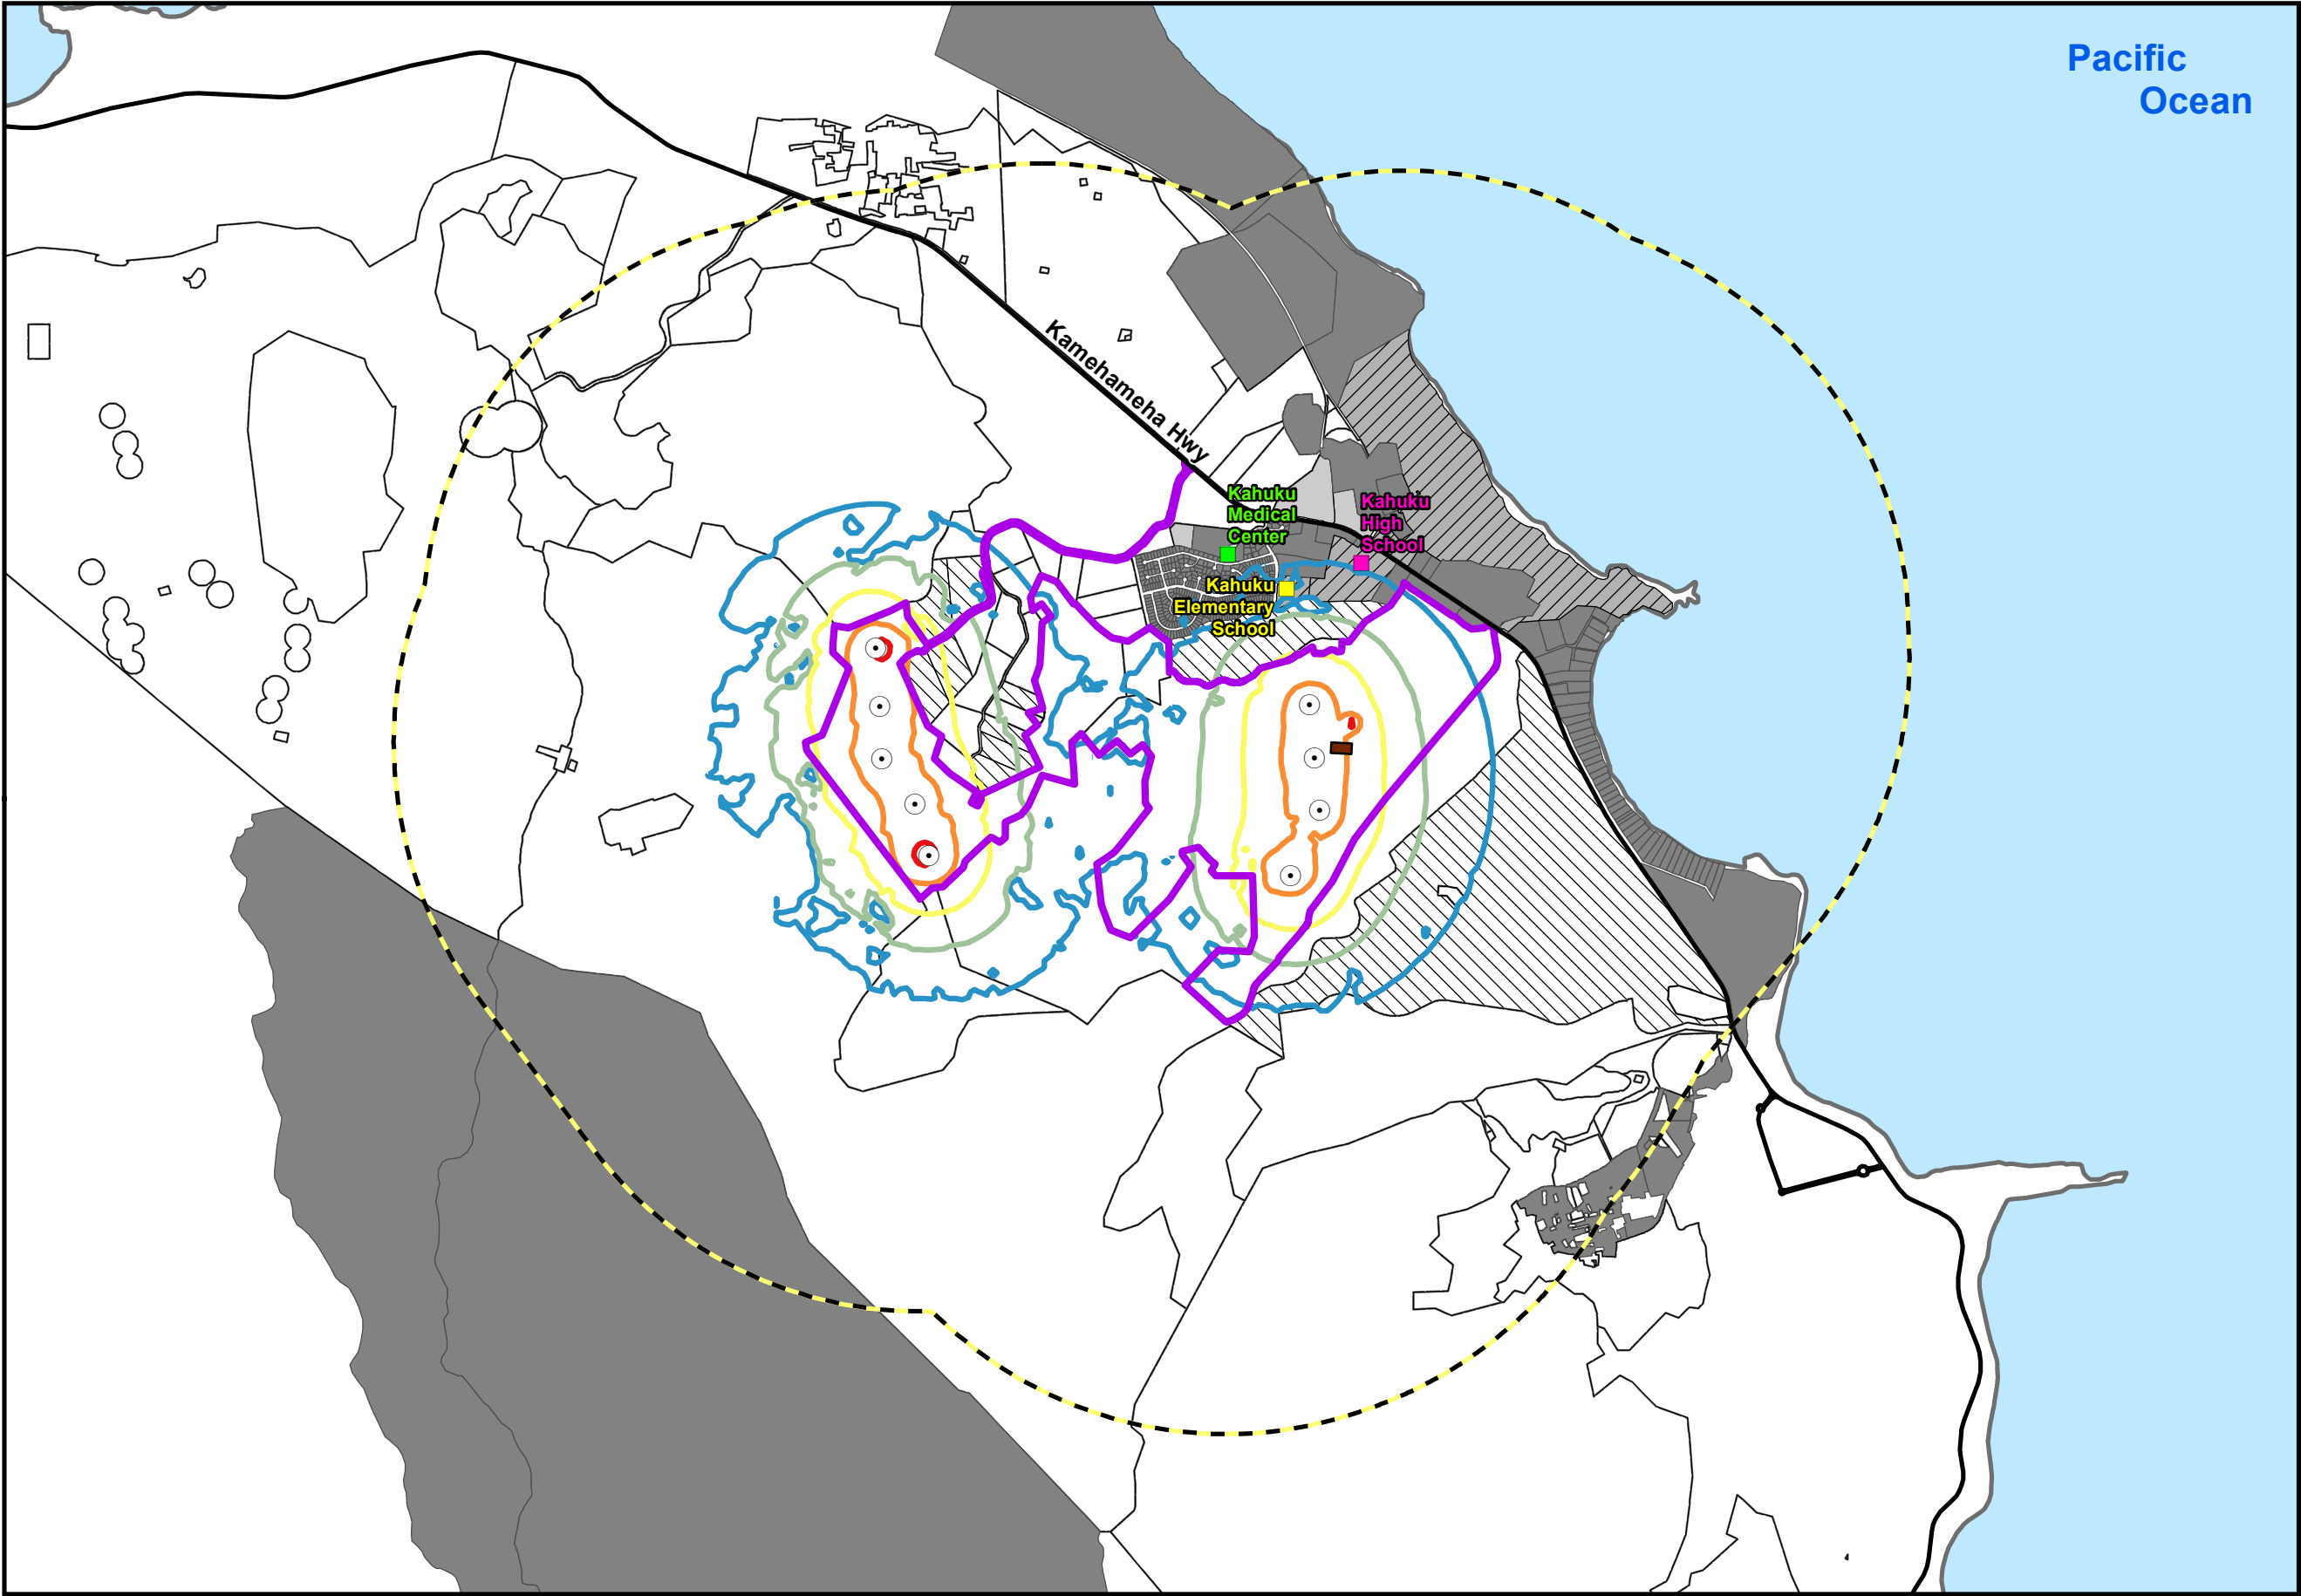 Pacific
Ocean
Kamehameha Hwy
Kahuku
Medical
Center
Kahuku
High
School
Kahuku
Elementary
School